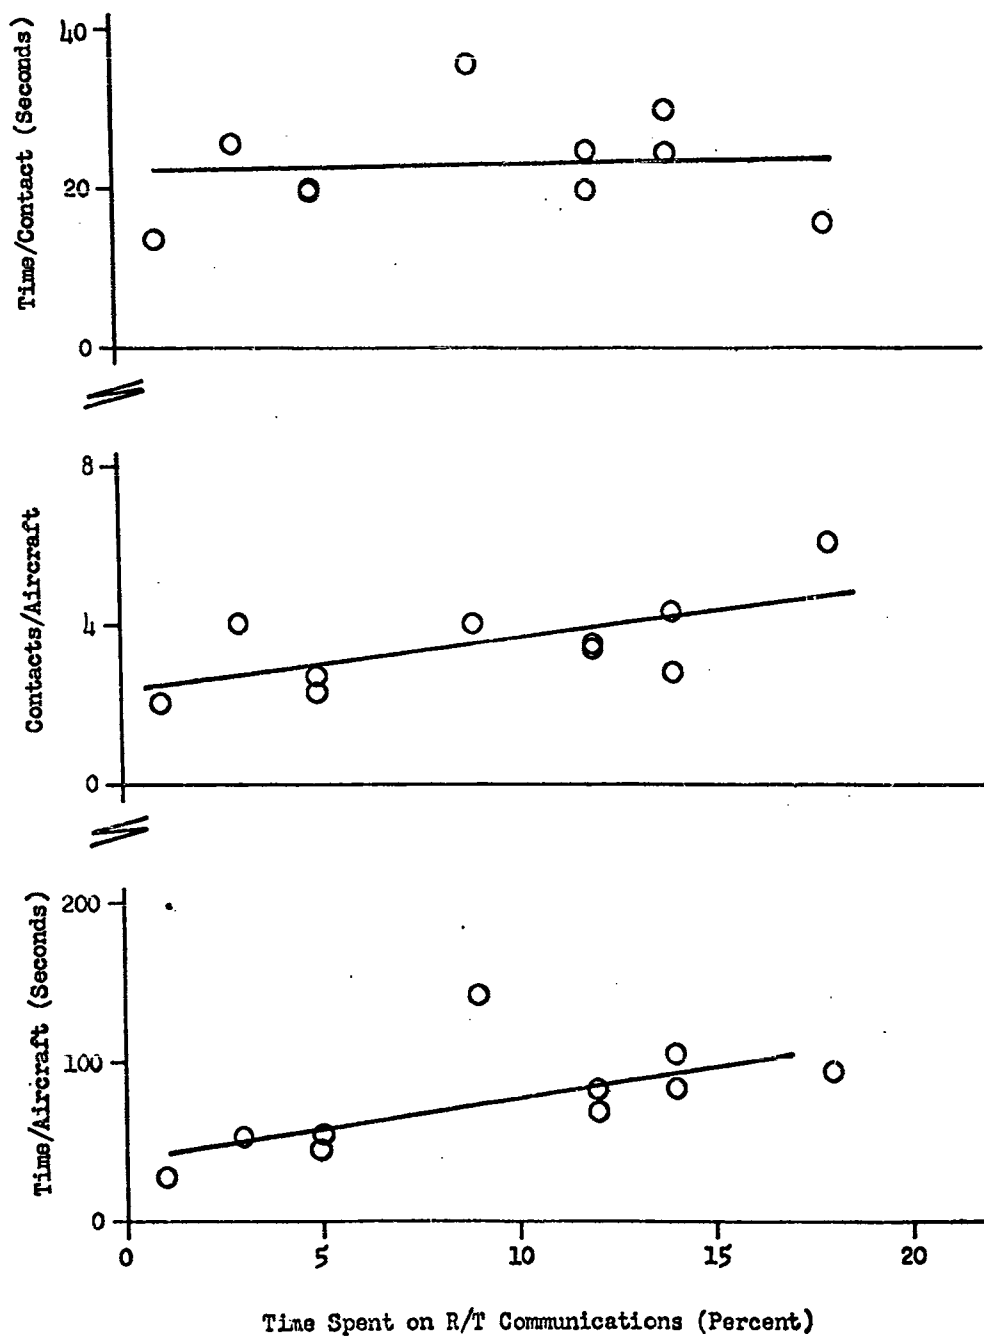 Time/Contact (Seconds)
40
20
0
Contacts/Aircraft
8
4
0
Time/Aircraft (Seconds)
200
100
0
0 5 10 15 20
Time Spent on R/T Communications (Percent)